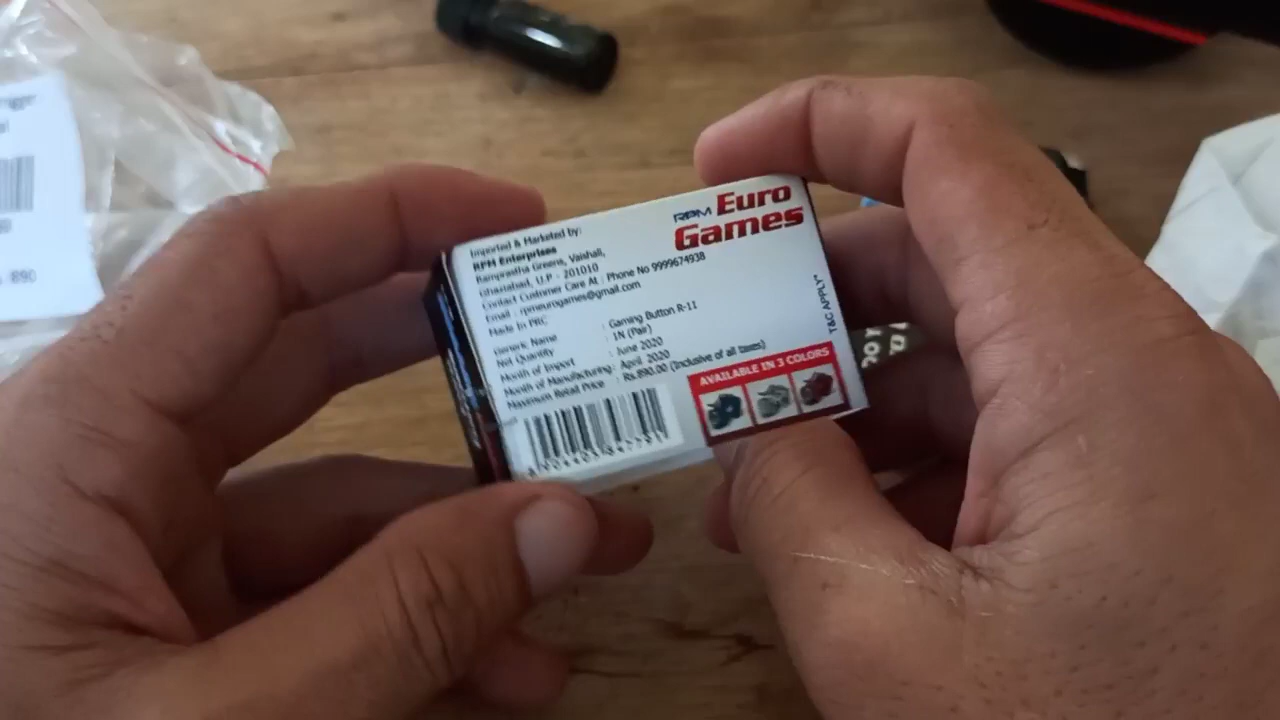 RPM Euro
Games
Imported & Marketed by:
RPM Enterprises
Ramprastha Greens, Vaishali,
Ghaziabad, U.P - 201010
Contact Customer Care At : Phone No 9999674938
Email : rpmeurogames@gmail.com
Made In PRC
Generic Name : Gaming Button R-11
Net Quantity : 1N (Pair)
Month of Import : June 2020
Month of Manufacturing : April 2020
Maximum Retail Price : Rs.890.00 (Inclusive of all taxes)
T&C APPLY*
AVAILABLE IN 3 COLORS
890